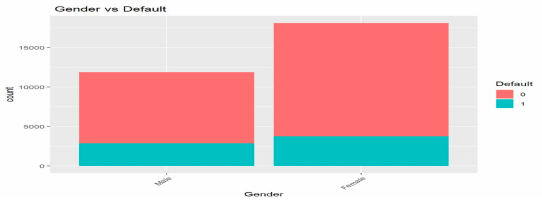 Gender vs Default
15000
10000
5000
0
count
Male
Female
Gender
Default
0
1